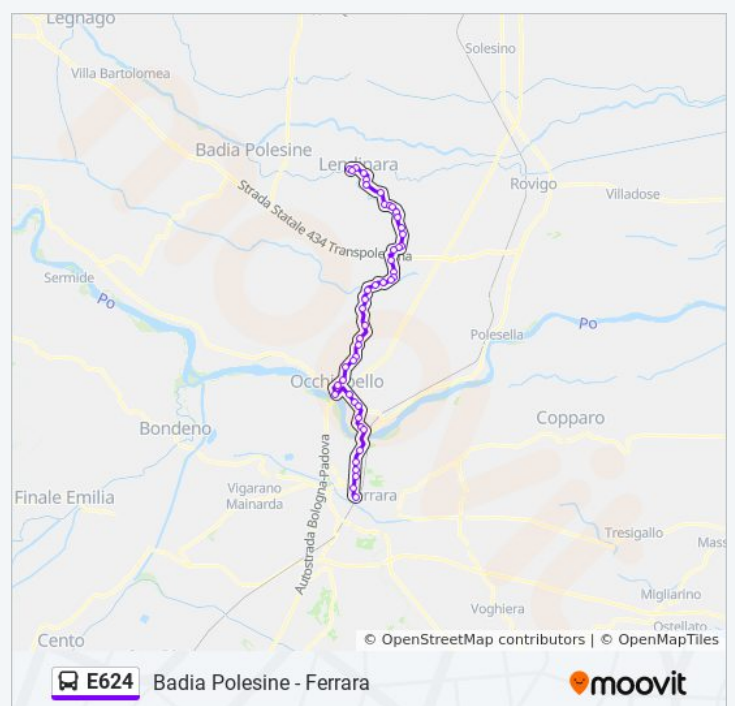 Legnago
Solesino
Villa Bartolomea
Badia Polesine
Lendinara
Rovigo
Villadose
Strada Statale 434 Transpolesana
Sermide
Po
Po
Polesella
Occhiobello
Copparo
Bondeno
Autostrada Bologna-Padova
Finale Emilia
Vigarano
Mainarda
Ferrara
Tresigallo
Mass
Migliarino
Voghiera
Ostellato
Cento
© OpenStreetMap contributors | © OpenMapTiles
E624 Badia Polesine - Ferrara
moovit